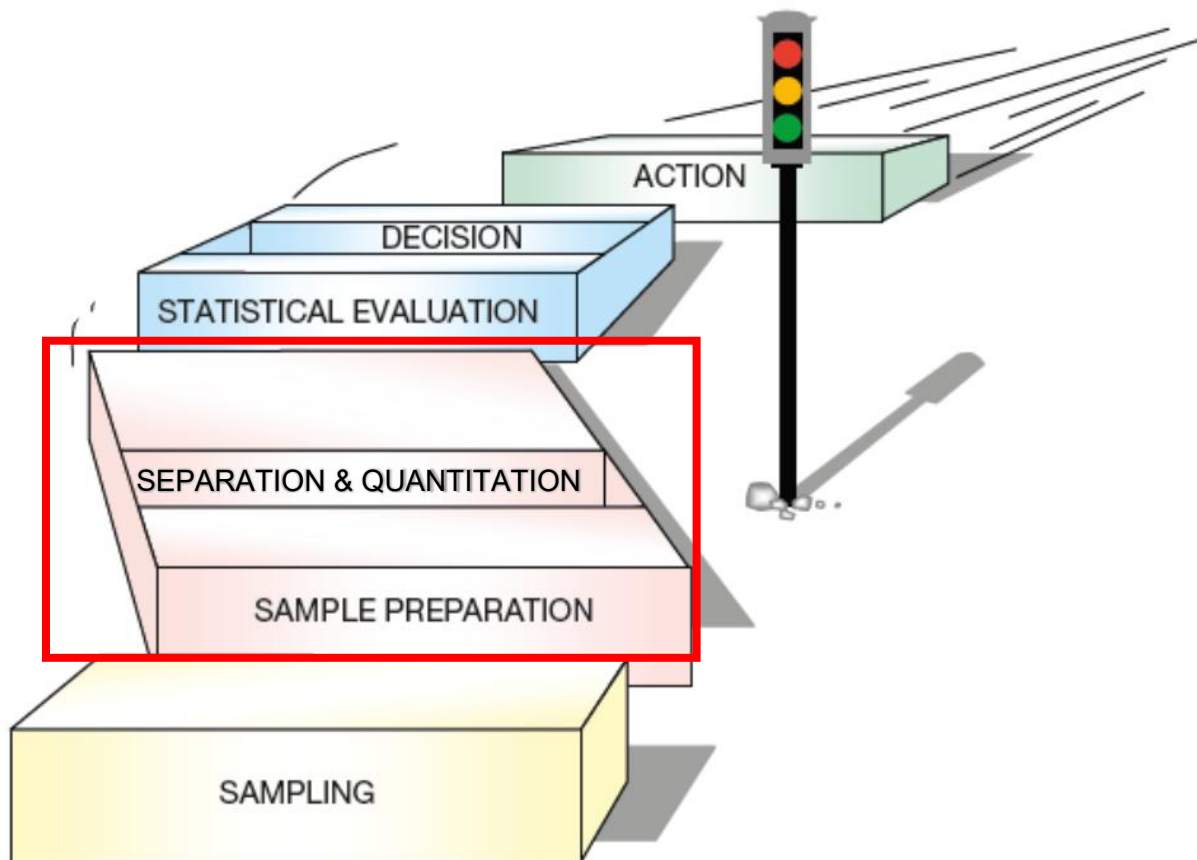 ACTION
DECISION
STATISTICAL EVALUATION
SEPARATION & QUANTITATION
SAMPLE PREPARATION
SAMPLING